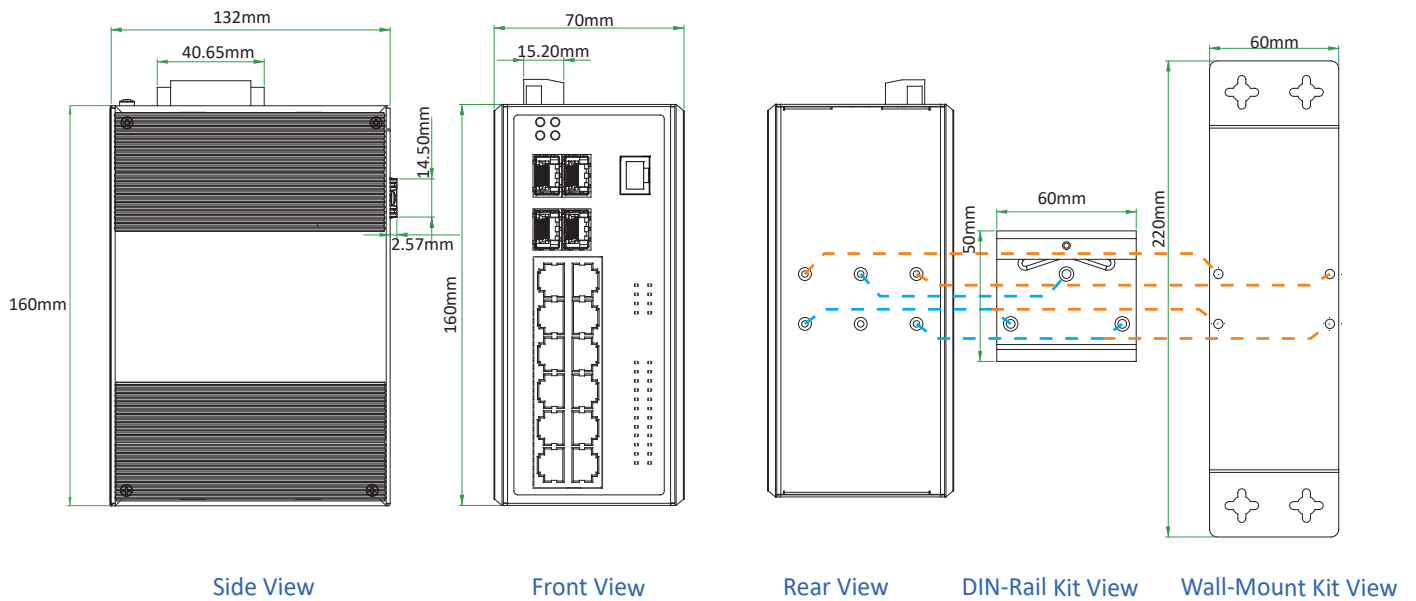 132mm
40.65mm
14.50mm
2.57mm
160mm
70mm
15.20mm
160mm
60mm
50mm
60mm
220mm
Side View
Front View
Rear View
DIN-Rail Kit View
Wall-Mount Kit View